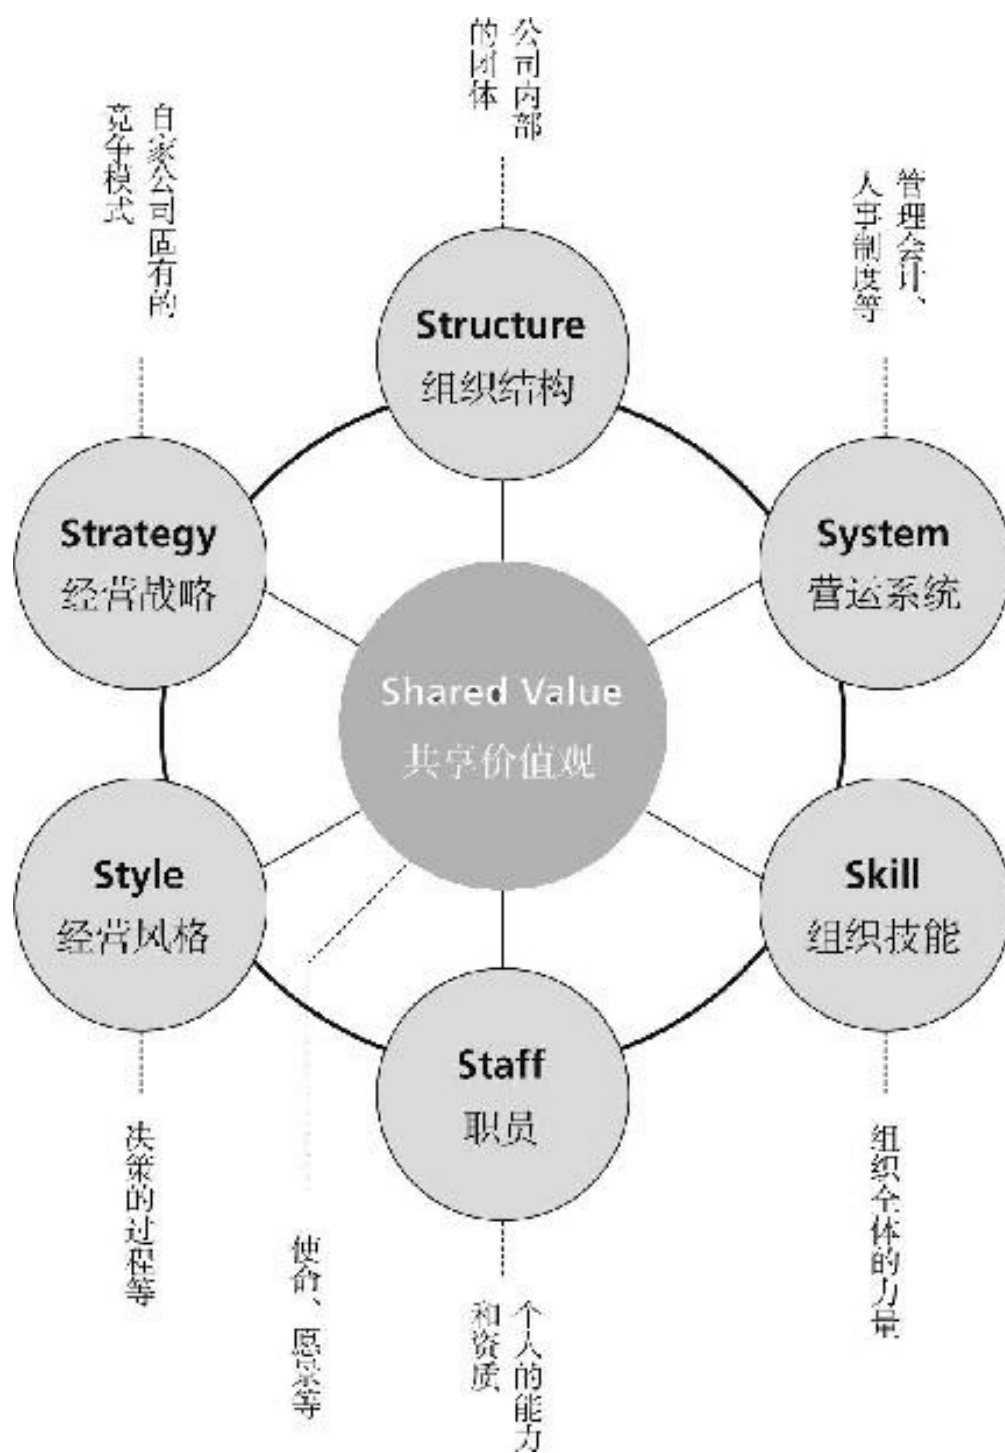 公司内部
的团体
自家公司固有的
竞争模式
管理会计、
人事制度等
Structure
组织结构
Strategy
经营战略
System
营运系统
Shared Value
共享价值观
Style
经营风格
Skill
组织技能
Staff
职员
决策的过程等
使命、愿景等
个人的能力
和资质
组织全体的力量